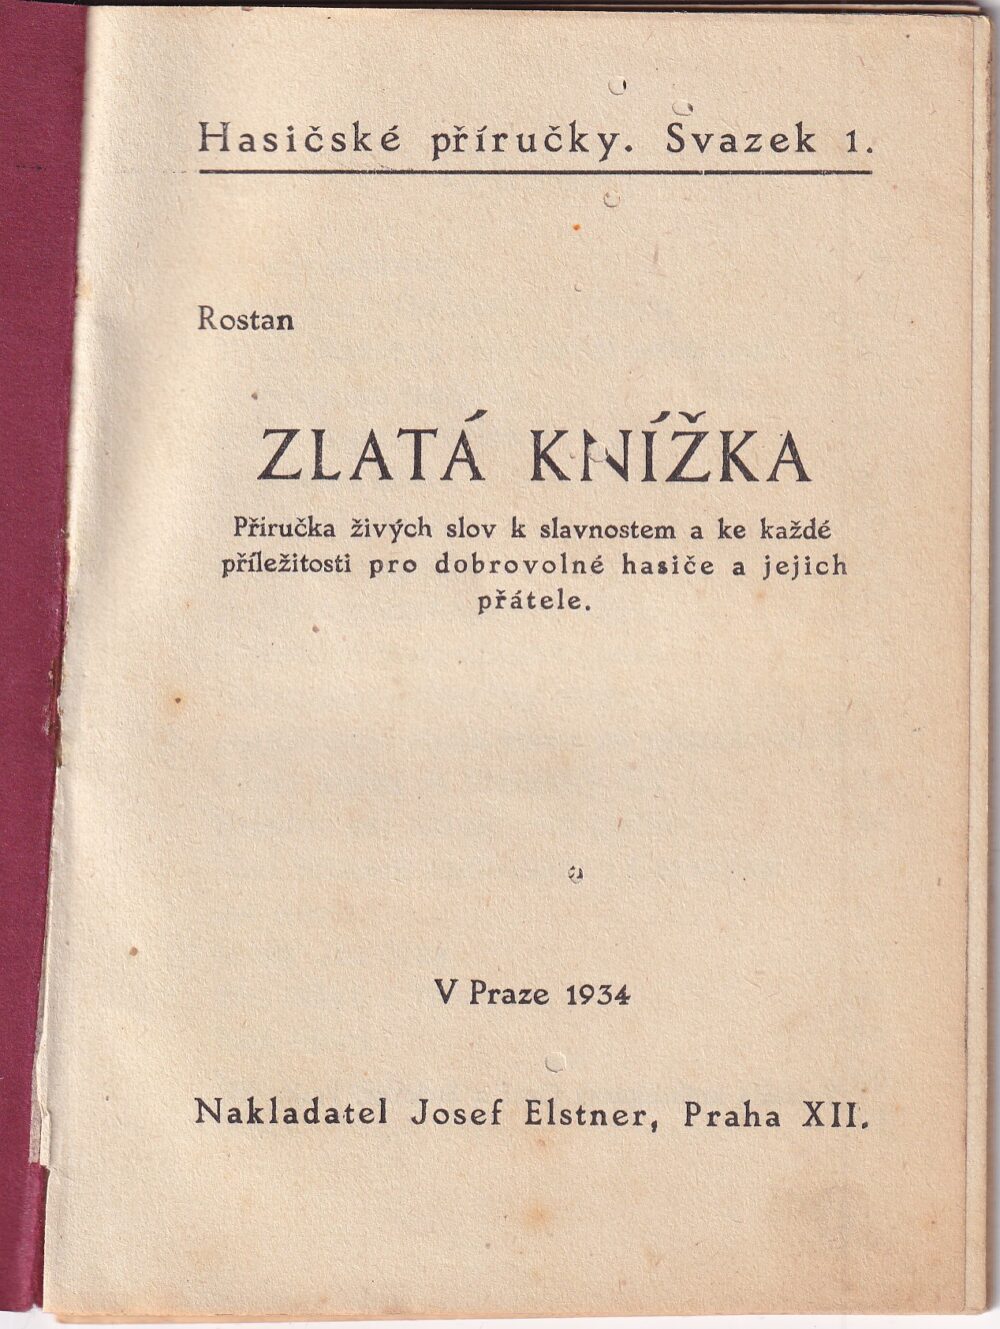 Hasičské příručky. Svazek 1.
Rostan
ZLATÁ KNÍŽKA
Přiručka živých slov k slavnostem a ke každé
příležitosti pro dobrovolné hasiče a jejich
přátele.
V Praze 1934
Nakladatel Josef Elstner, Praha XII.